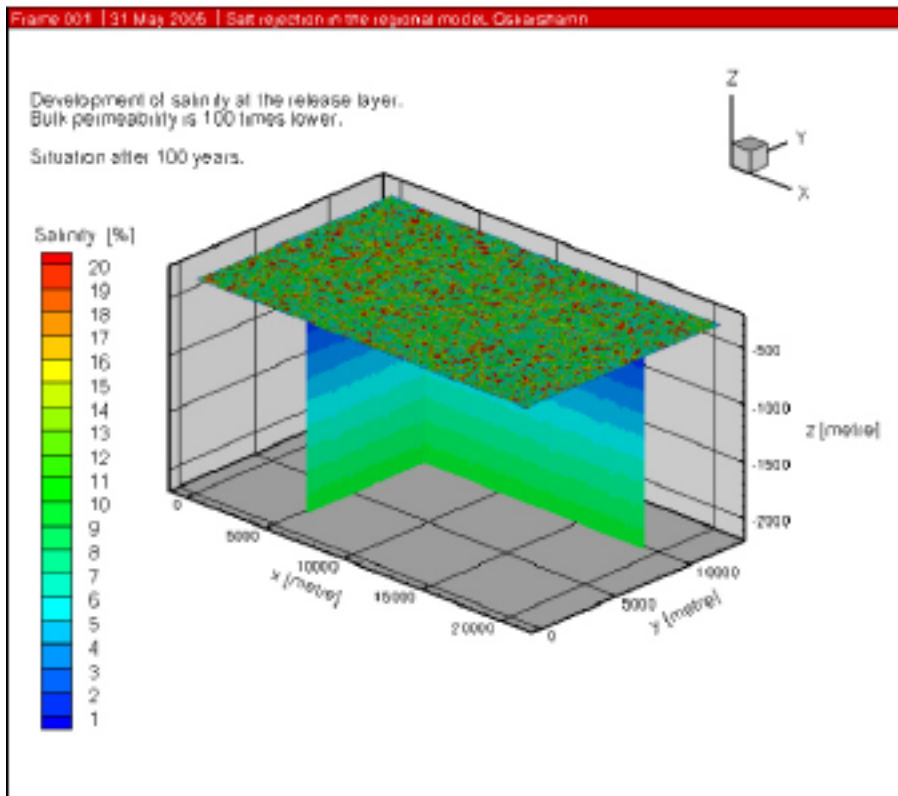 Frame 001 | 31 May 2005 | Salt rejection in the regional model, Oskarshamn
Development of salinity at the release layer.
Bulk permeability is 100 times lower.
Situation after 100 years.
Z
Y
X
Salinity [%]
20
19
18
17
16
15
14
13
12
11
10
9
8
7
6
5
4
3
2
1
-500
-1000
-1500
-2000
z [metre]
0
5000
10000
15000
20000
x [metre]
0
5000
10000
y [metre]